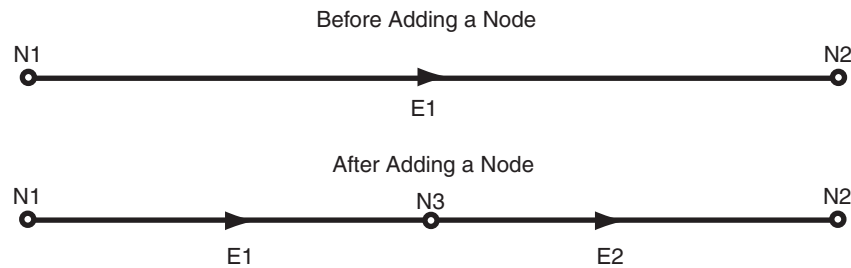 Before Adding a Node
N1 N2
E1
After Adding a Node
N1 N3 N2
E1 E2